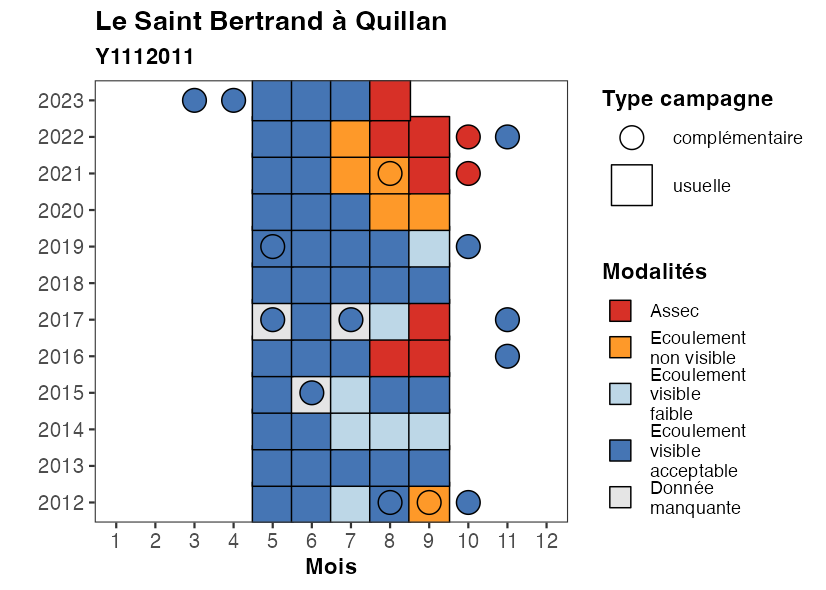 Le Saint Bertrand à Quillan
Y1112011
2023
2022
2021
2020
2019
2018
2017
2016
2015
2014
2013
2012
1 2 3 4 5 6 7 8 9 10 11 12
Mois
Type campagne
complémentaire
usuelle
Modalités
Assec
Ecoulement
non visible
Ecoulement
visible
faible
Ecoulement
visible
acceptable
Donnée
manquante